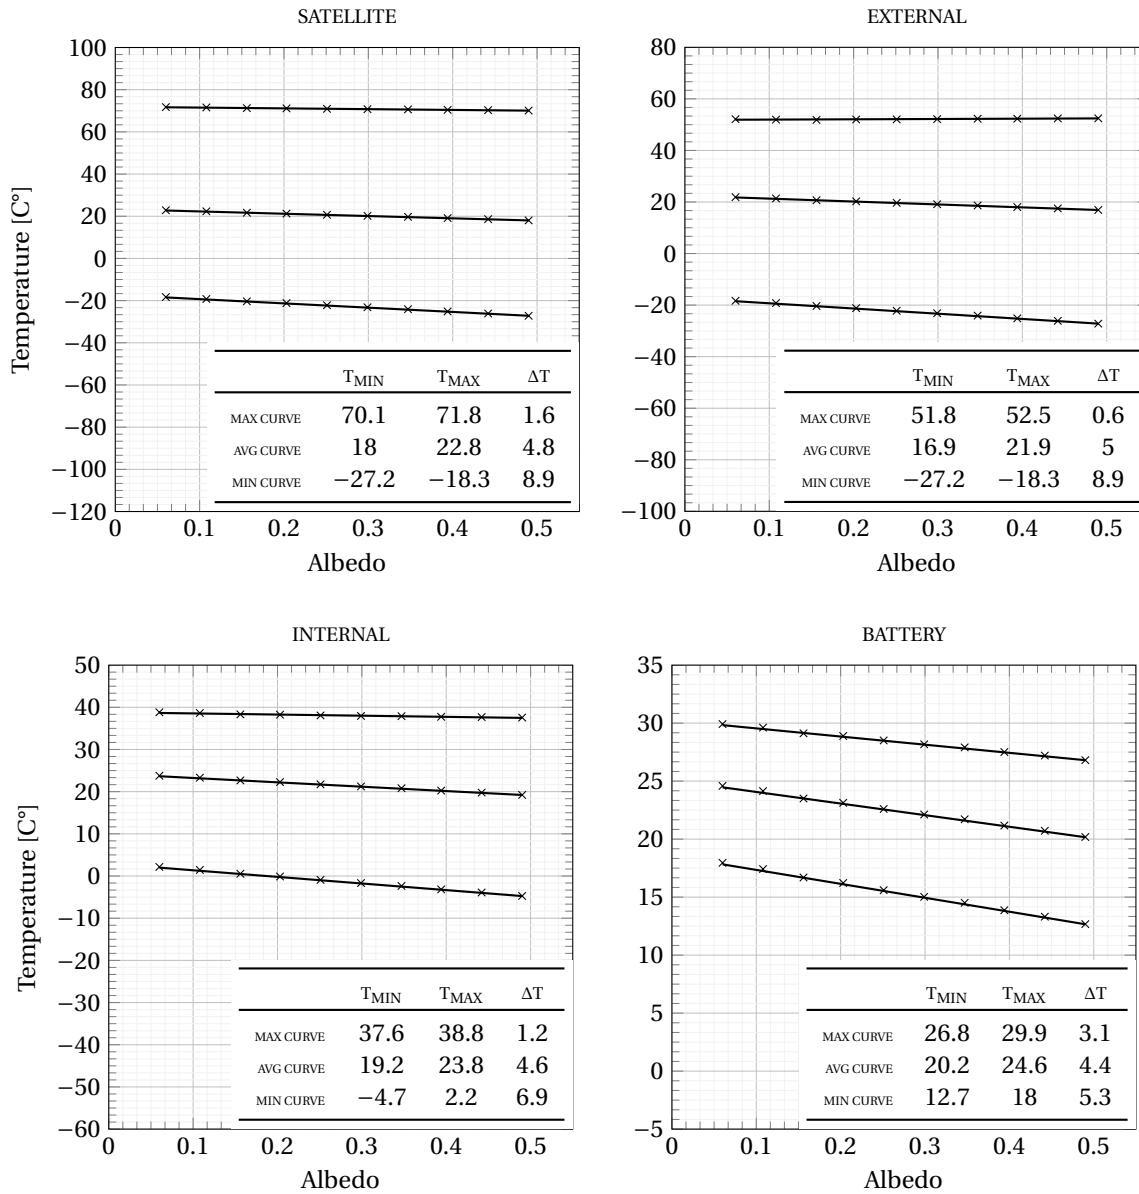 SATELLITE
100
80
60
40
20
0
−20
−40
−60
−80
−100
−120
Temperature [C°]
0 0.1 0.2 0.3 0.4 0.5
Albedo
TMIN TMAX ΔT
MAX CURVE 70.1 71.8 1.6
AVG CURVE 18 22.8 4.8
MIN CURVE −27.2 −18.3 8.9
EXTERNAL
80
60
40
20
0
−20
−40
−60
−80
−100
0 0.1 0.2 0.3 0.4 0.5
Albedo
TMIN TMAX ΔT
MAX CURVE 51.8 52.5 0.6
AVG CURVE 16.9 21.9 5
MIN CURVE −27.2 −18.3 8.9
INTERNAL
50
40
30
20
10
0
−10
−20
−30
−40
−50
−60
Temperature [C°]
0 0.1 0.2 0.3 0.4 0.5
Albedo
TMIN TMAX ΔT
MAX CURVE 37.6 38.8 1.2
AVG CURVE 19.2 23.8 4.6
MIN CURVE −4.7 2.2 6.9
BATTERY
35
30
25
20
15
10
5
0
−5
0 0.1 0.2 0.3 0.4 0.5
Albedo
TMIN TMAX ΔT
MAX CURVE 26.8 29.9 3.1
AVG CURVE 20.2 24.6 4.4
MIN CURVE 12.7 18 5.3